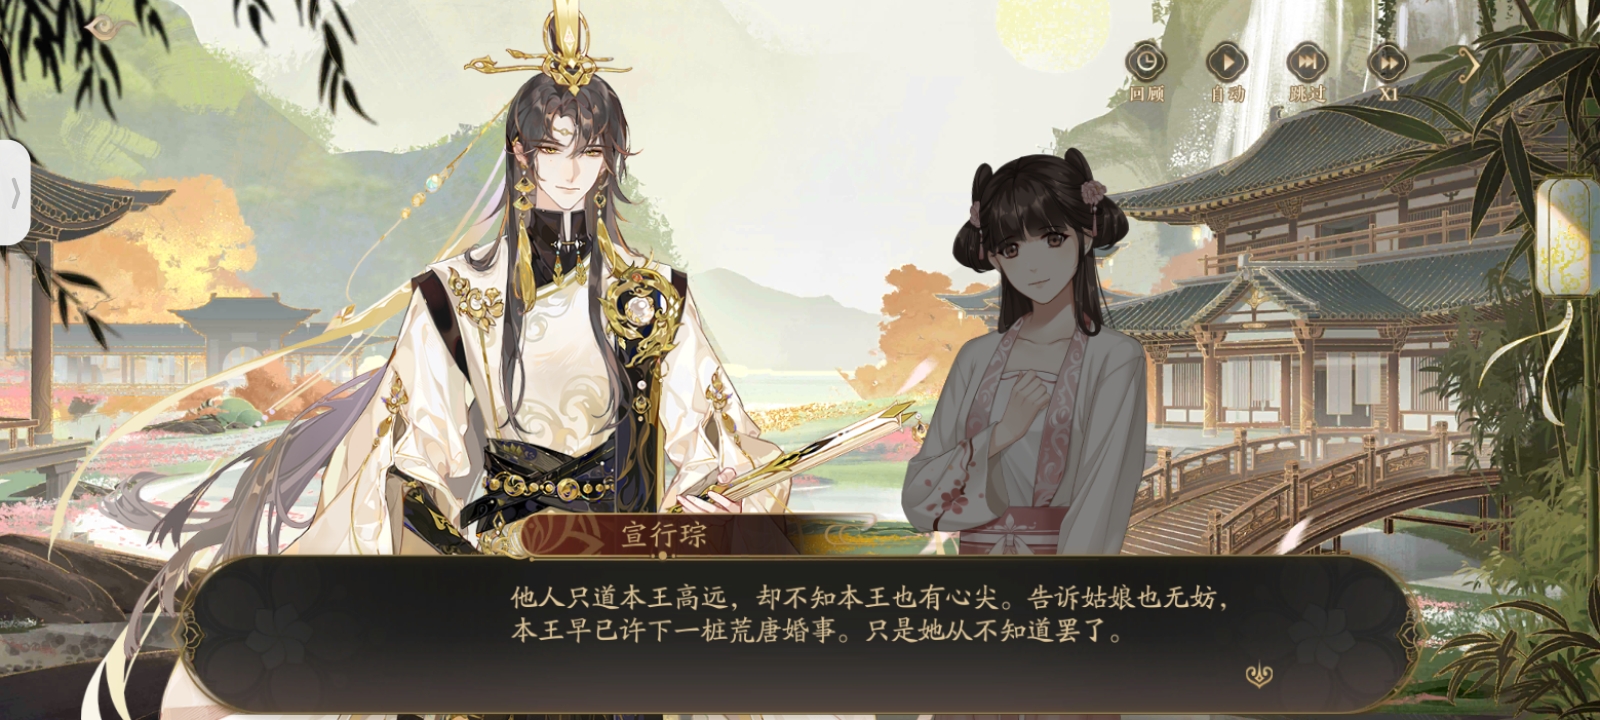 回顾 自动 跳过 X1
宣行琮
他人只道本王高远，却不知本王也有心尖。告诉姑娘也无妨，
本王早已许下一桩荒唐婚事。只是她从不知道罢了。